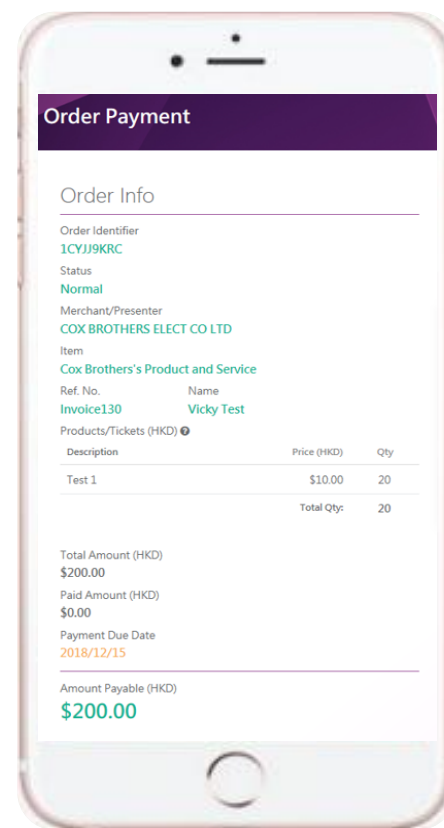 Order Payment
Order Info
Order Identifier
1CYJJ9KRC
Status
Normal
Merchant/Presenter
COX BROTHERS ELECT CO LTD
Item
Cox Brothers's Product and Service
Ref. No. Name
Invoice130 Vicky Test
Products/Tickets (HKD) ?
Description Price (HKD) Qty
Test 1 $10.00 20
Total Qty: 20
Total Amount (HKD)
$200.00
Paid Amount (HKD)
$0.00
Payment Due Date
2018/12/15
Amount Payable (HKD)
$200.00